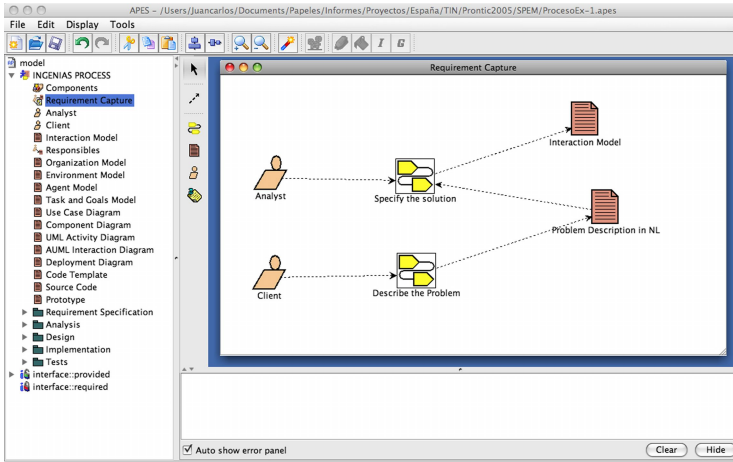 APES - /Users/Juancarlos/Documents/Papeles/Informes/Proyectos/España/TIN/Prontic2005/SPEM/ProcesoEx-1.apes
File Edit Display Tools
I G
model
INGENIAS PROCESS
Components
Requirement Capture
Analyst
Client
Interaction Model
Responsibles
Organization Model
Environment Model
Agent Model
Task and Goals Model
Use Case Diagram
Component Diagram
UML Activity Diagram
AUML Interaction Diagram
Deployment Diagram
Code Template
Source Code
Prototype
Requirement Specification
Analysis
Design
Implementation
Tests
interface::provided
interface::required
Requirement Capture
Interaction Model
Analyst
Specify the solution
Problem Description in NL
Client
Describe the Problem
Auto show error panel
Clear
Hide